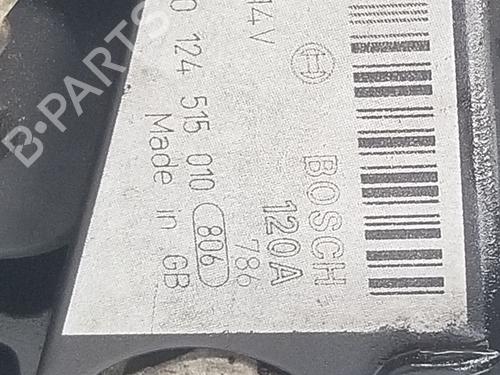 14V
BOSCH
120A
786
0 124 515 010 806
Made in GB
B-PARTS